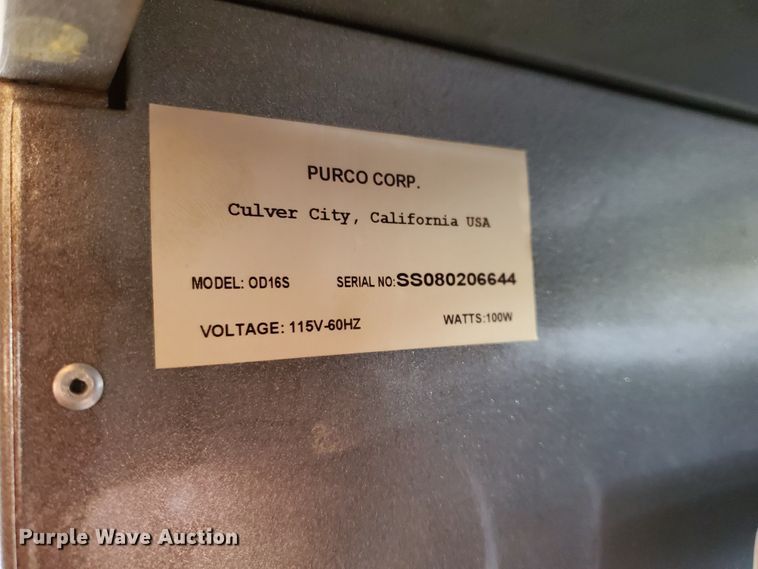 PURCO CORP.
Culver City, California USA
MODEL: OD16S SERIAL NO:SS080206644
VOLTAGE: 115V-60HZ WATTS:100W
Purple Wave Auction